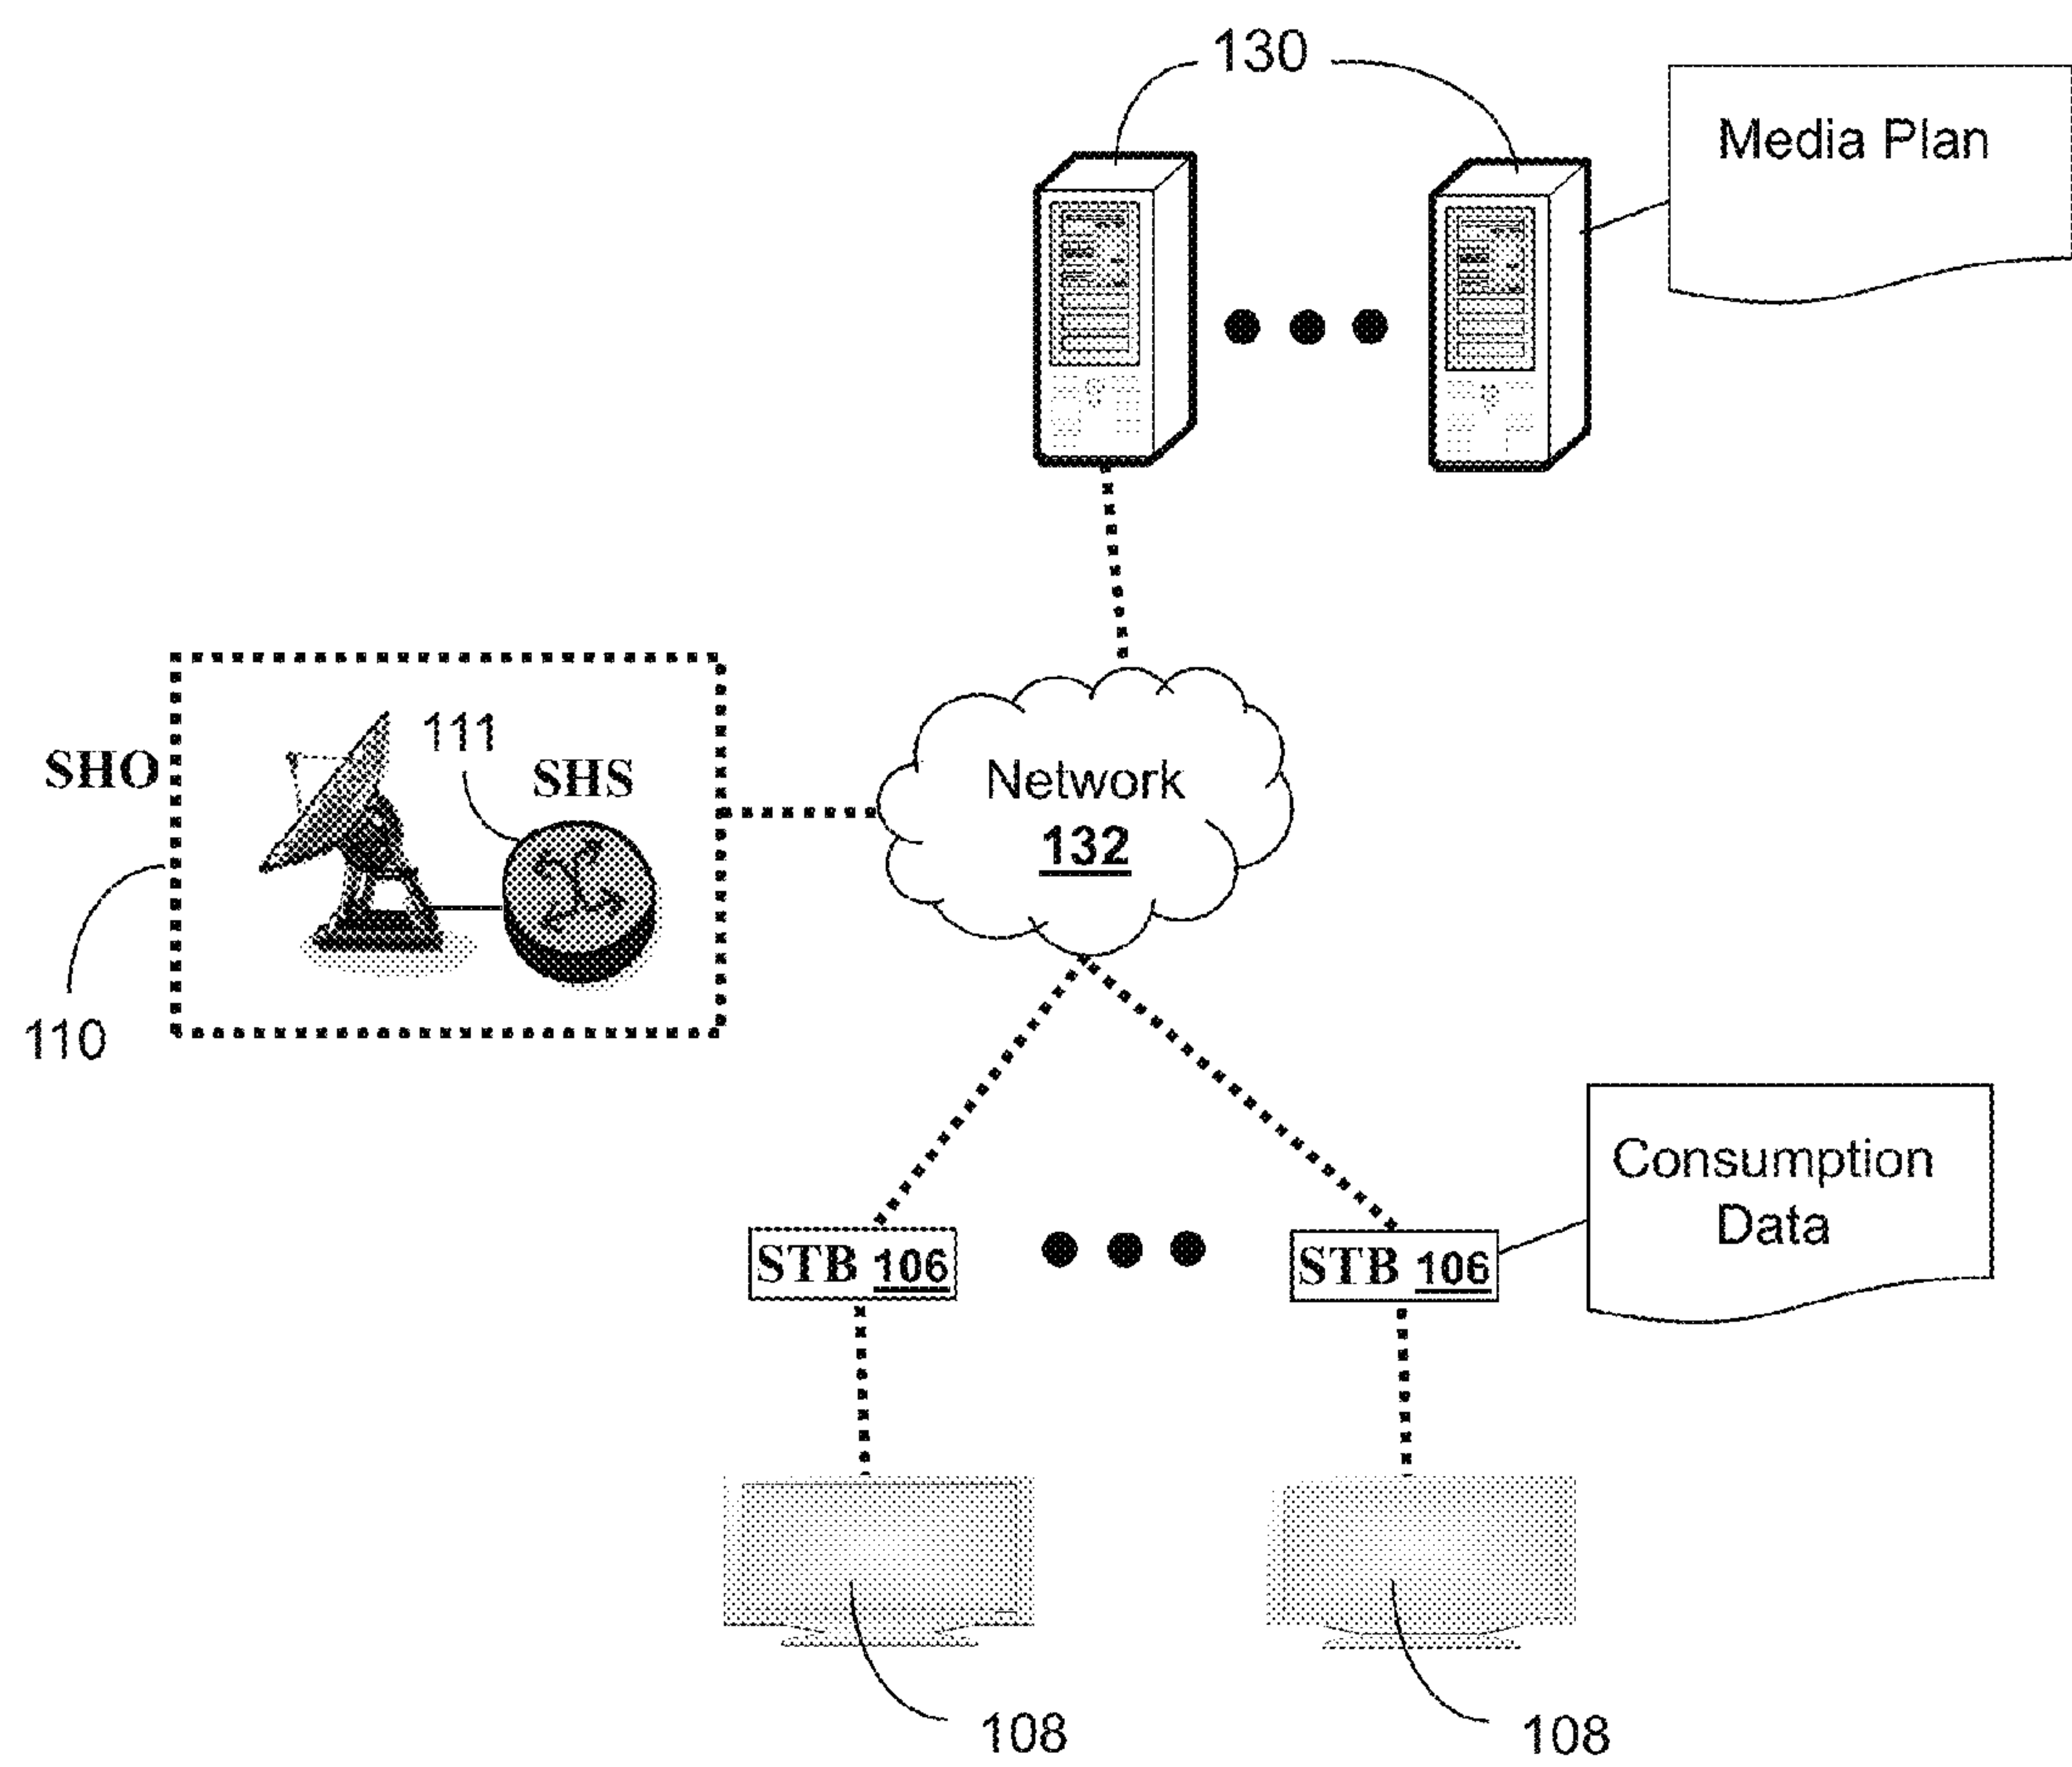 130
Media Plan
111
SHO
SHS
Network
132
110
Consumption
Data
STB 106
STB 106
108
108